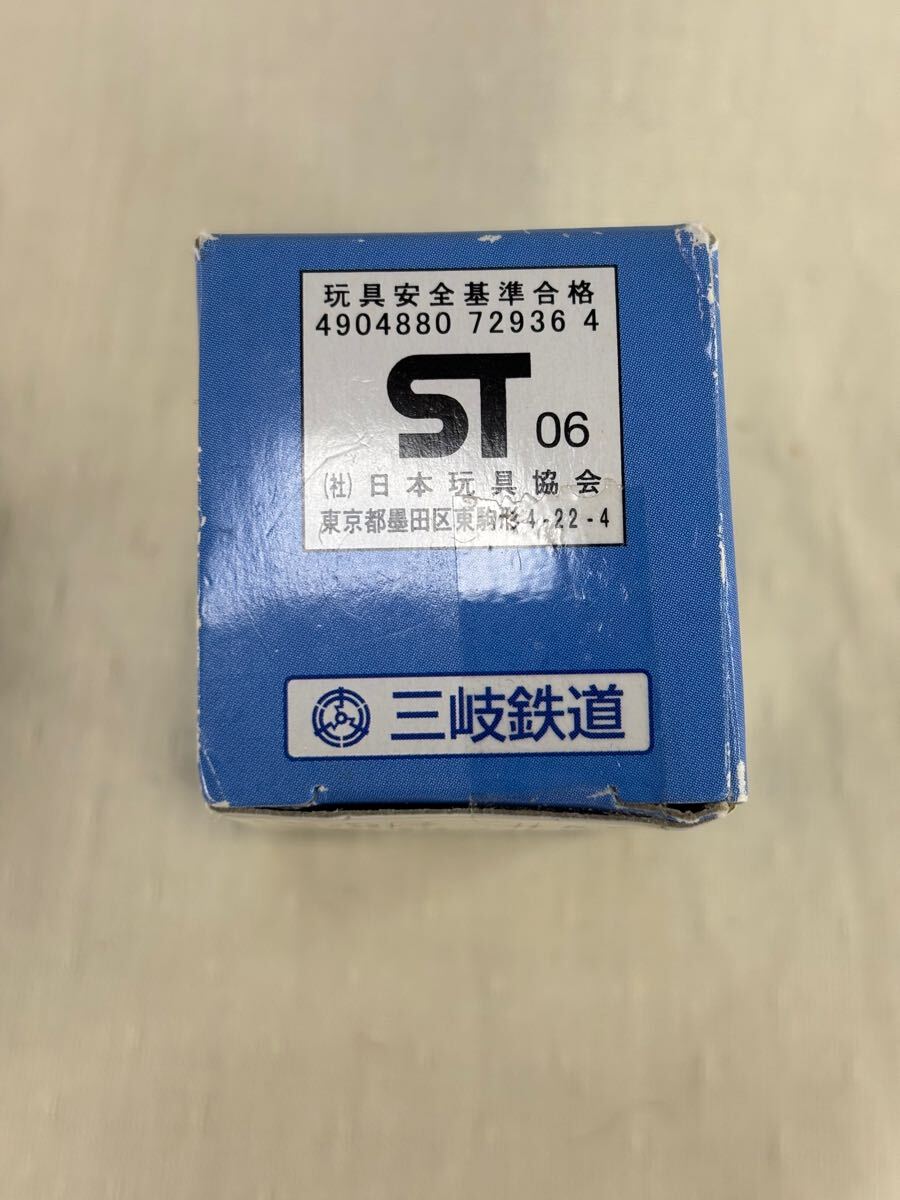 玩具安全基準合格
4904880 72936 4
ST 06
(社)日本玩具協会
東京都墨田区東駒形4-22-4
三岐鉄道